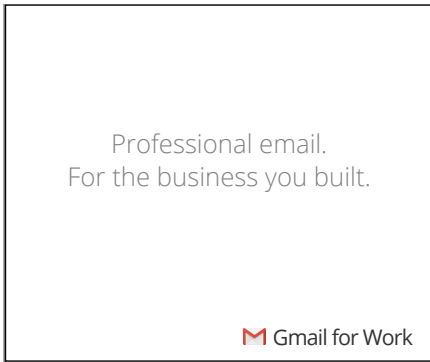 Professional email.
For the business you built.
Gmail for Work